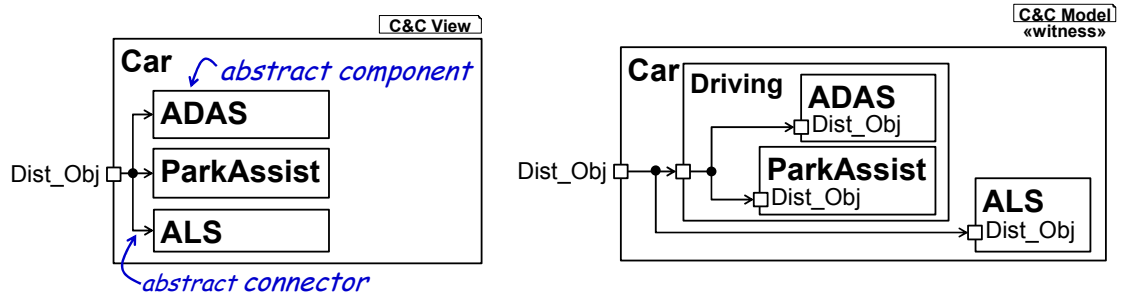 C&C View
Car
abstract component
ADAS
Dist_Obj
ParkAssist
ALS
abstract connector
C&C Model
«witness»
Car
Driving
ADAS
Dist_Obj
Dist_Obj
ParkAssist
Dist_Obj
ALS
Dist_Obj